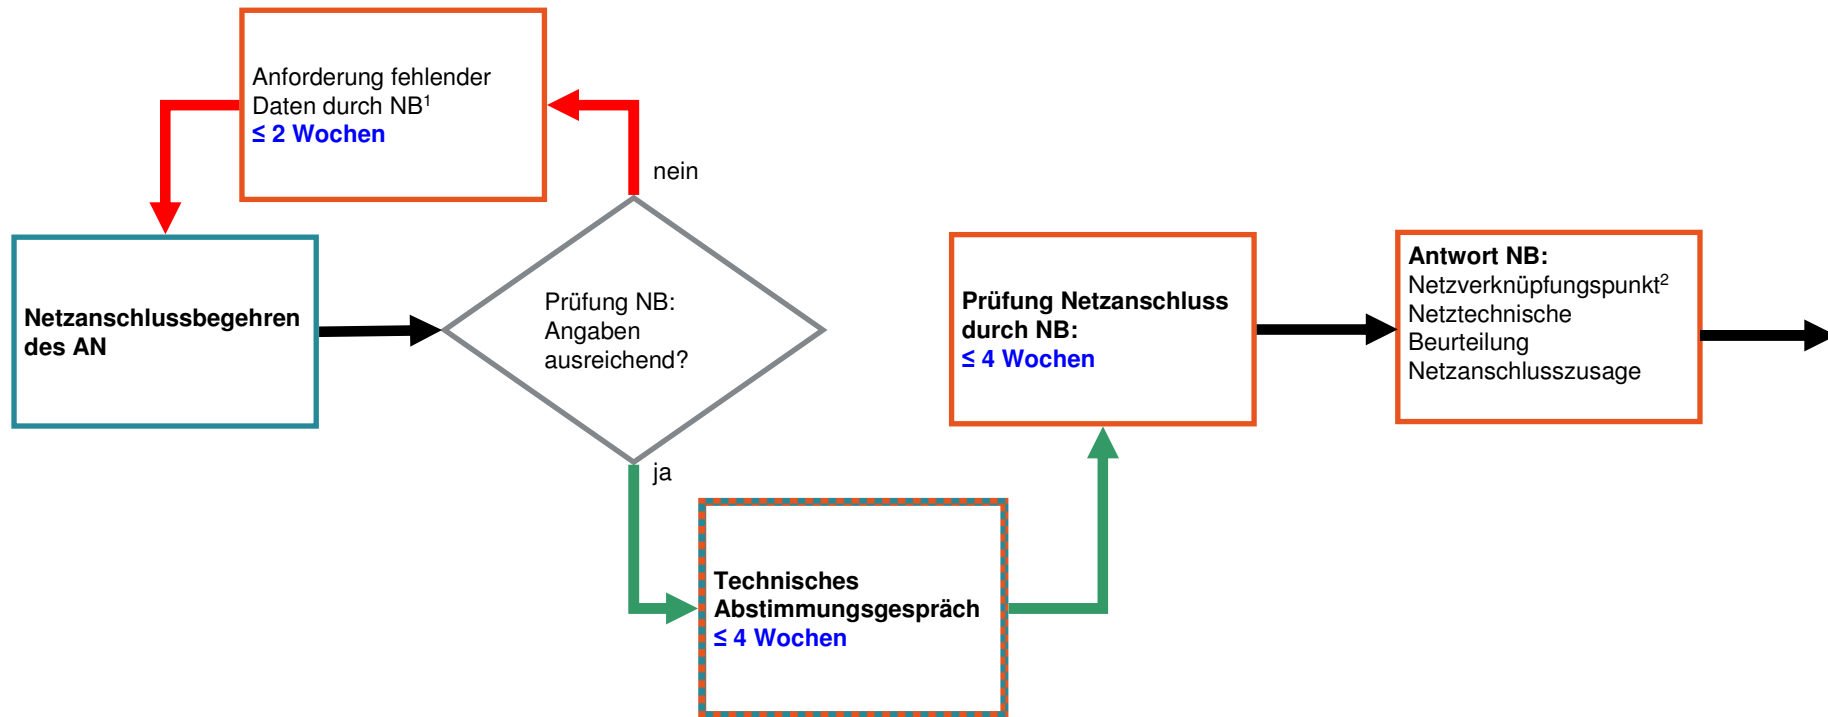 Anforderung fehlender
Daten durch NB¹
≤ 2 Wochen
nein
Netzanschlussbegehren
des AN
Prüfung NB:
Angaben
ausreichend?
ja
Technisches
Abstimmungsgespräch
≤ 4 Wochen
Prüfung Netzanschluss
durch NB:
≤ 4 Wochen
Antwort NB:
Netzverknüpfungspunkt²
Netztechnische
Beurteilung
Netzanschlusszusage